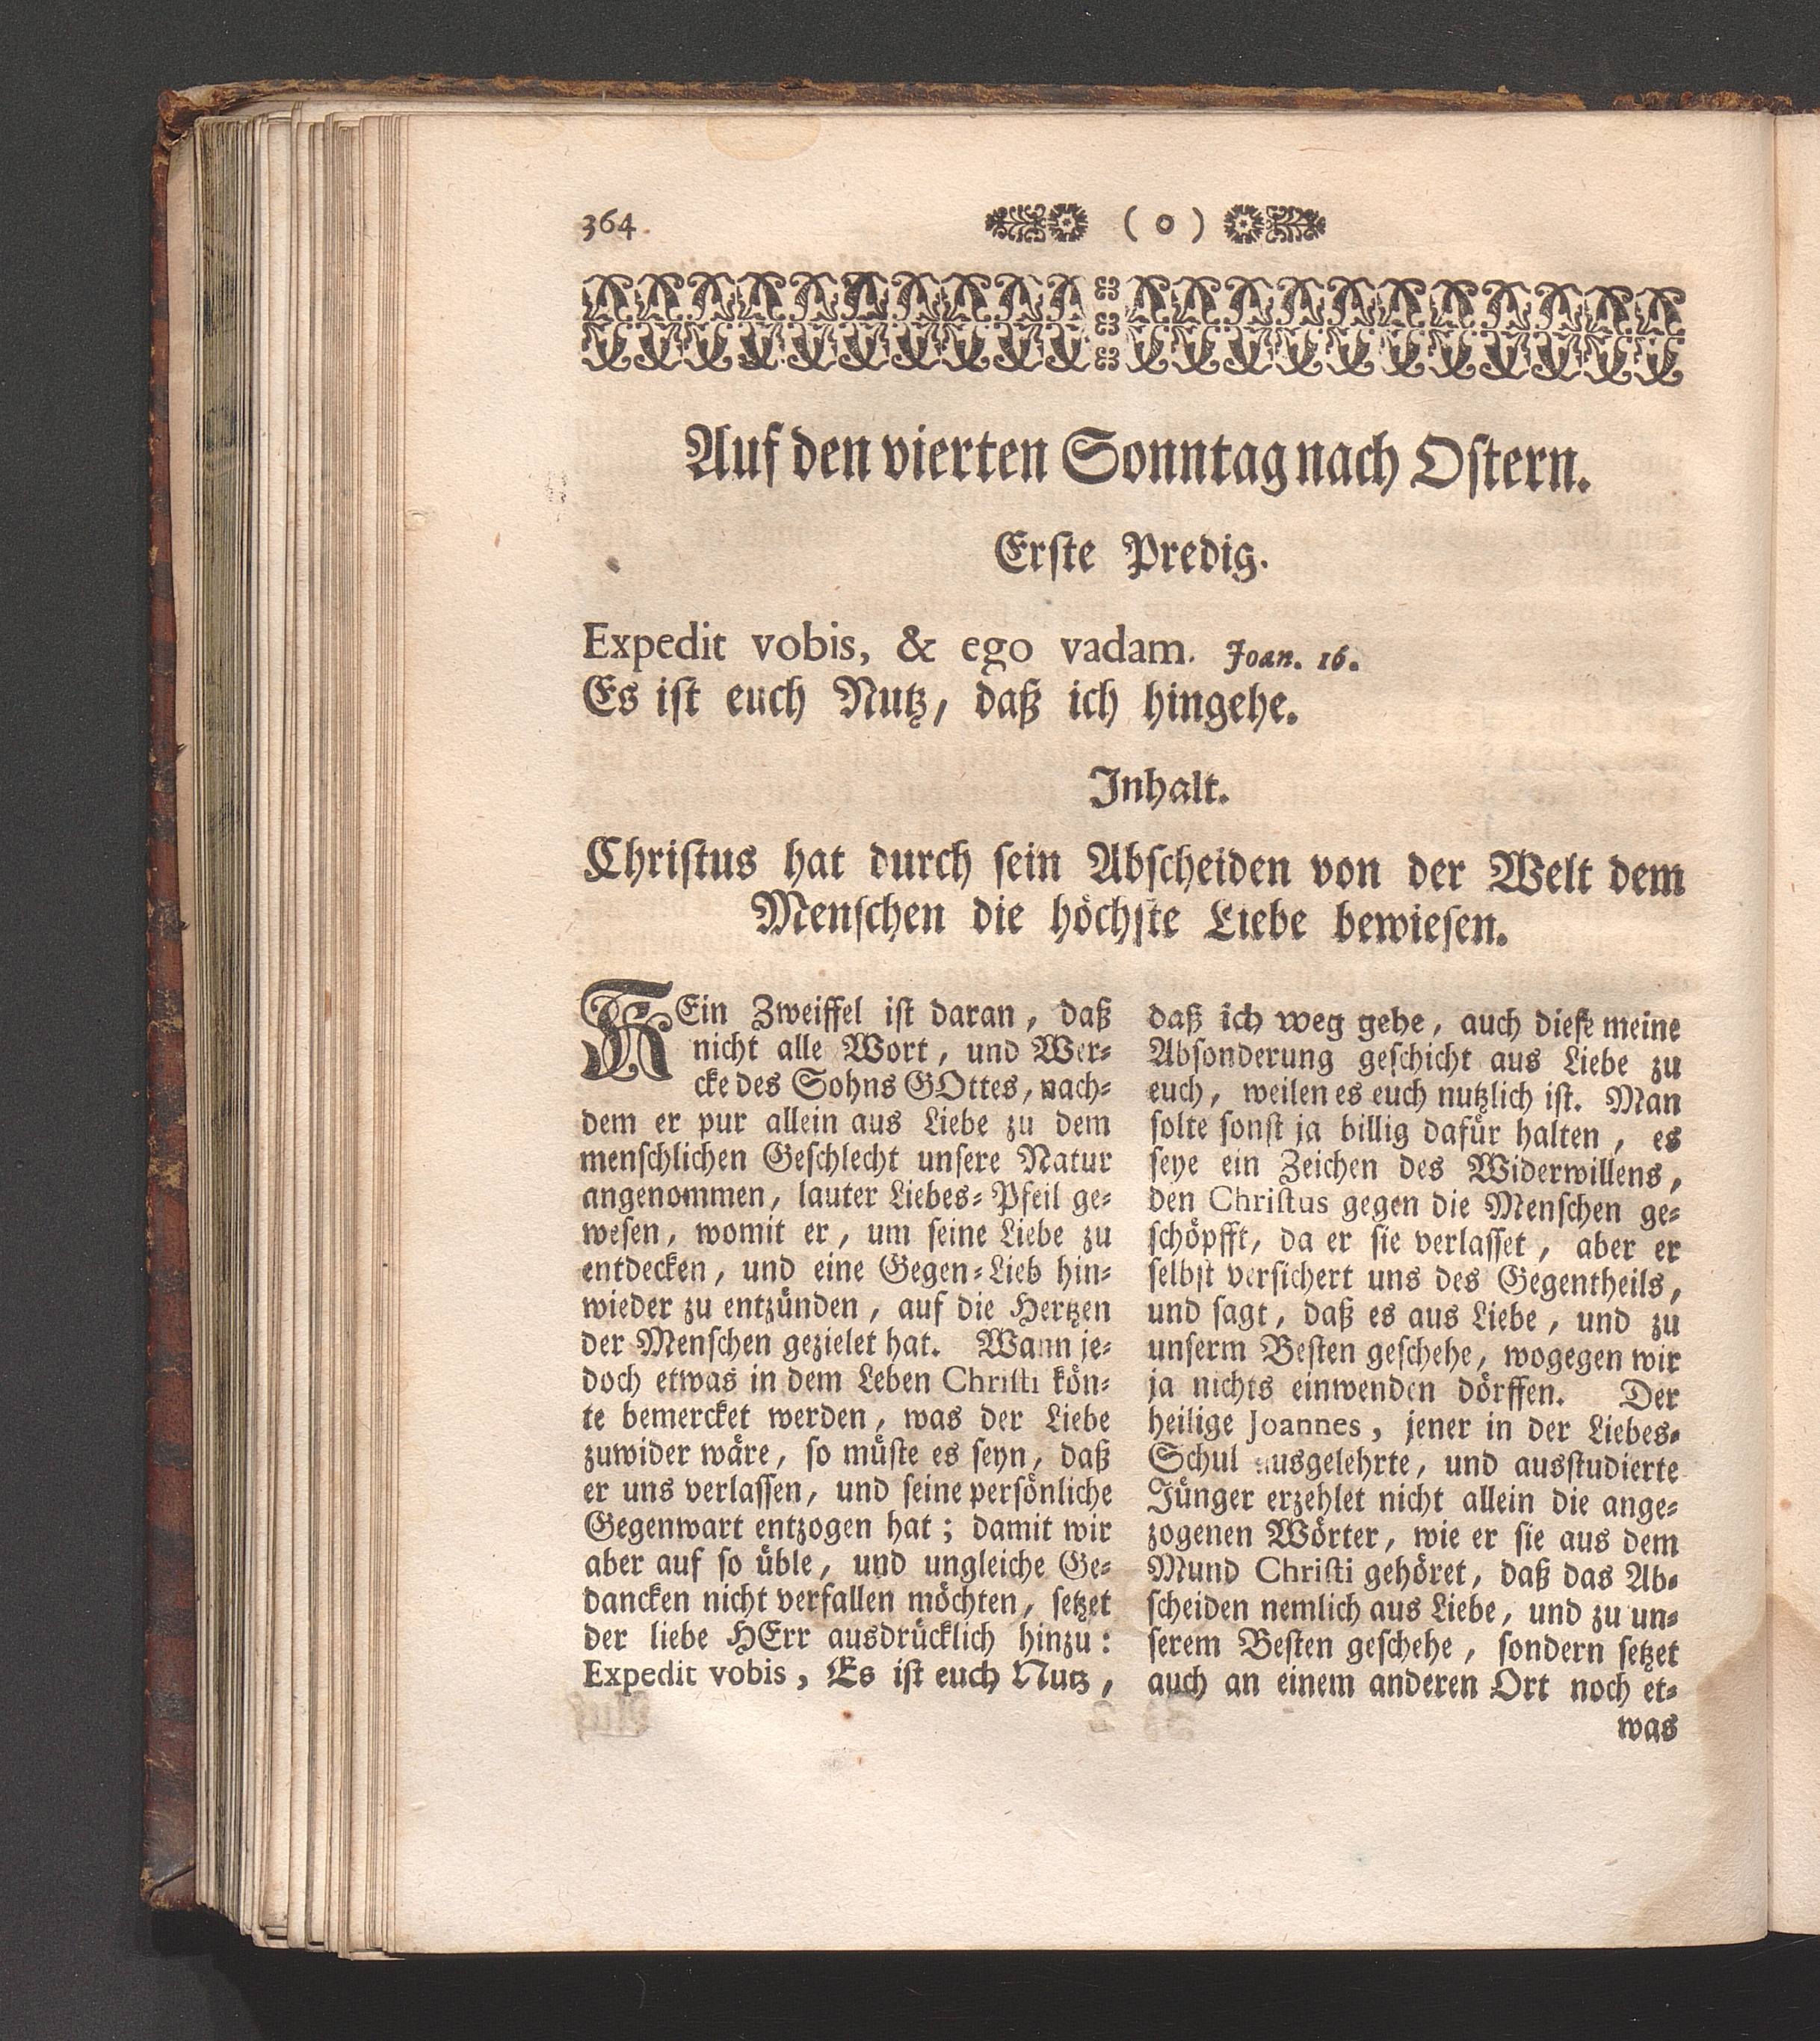 364
( o )
Auf den vierten Sonntag nach Ostern.
Erste Predig.
Expedit vobis, & ego vadam. Joan. 16.
Es ist euch Nutz, daß ich hingehe.
Inhalt.
Christus hat durch sein Abscheiden von der Welt dem
Menschen die höchste Liebe bewiesen.
KEin Zweiffel ist daran, daß
nicht alle Wort, und Wer-
cke des Sohns GOttes, nach-
dem er pur allein aus Liebe zu dem
menschlichen Geschlecht unsere Natur
angenommen, lauter Liebes-Pfeil ge-
wesen, womit er, um seine Liebe zu
entdecken, und eine Gegen-Lieb hin-
wieder zu entzünden, auf die Hertzen
der Menschen gezielet hat. Wann je-
doch etwas in dem Leben Christi kön-
te bemercket werden, was der Liebe
zuwider wäre, so müste es seyn, daß
er uns verlassen, und seine persönliche
Gegenwart entzogen hat; damit wir
aber auf so üble, und ungleiche Ge-
dancken nicht verfallen möchten, setzet
der liebe HErr ausdrücklich hinzu:
Expedit vobis, Es ist euch Nutz,
daß ich weg gehe, auch diese meine
Absonderung geschicht aus Liebe zu
euch, weilen es euch nutzlich ist. Man
solte sonst ja billig dafür halten, es
seye ein Zeichen des Widerwillens,
den Christus gegen die Menschen ge-
schöpfft, da er sie verlasset, aber er
selbst versichert uns des Gegentheils,
und sagt, daß es aus Liebe, und zu
unserm Besten geschehe, wogegen wir
ja nichts einwenden dörffen. Der
heilige Joannes, jener in der Liebes-
Schul ausgelehrte, und ausstudierte
Jünger erzehlet nicht allein die ange-
zogenen Wörter, wie er sie aus dem
Mund Christi gehöret, daß das Ab-
scheiden nemlich aus Liebe, und zu un-
serem Besten geschehe, sondern setzet
auch an einem anderen Ort noch et-
was